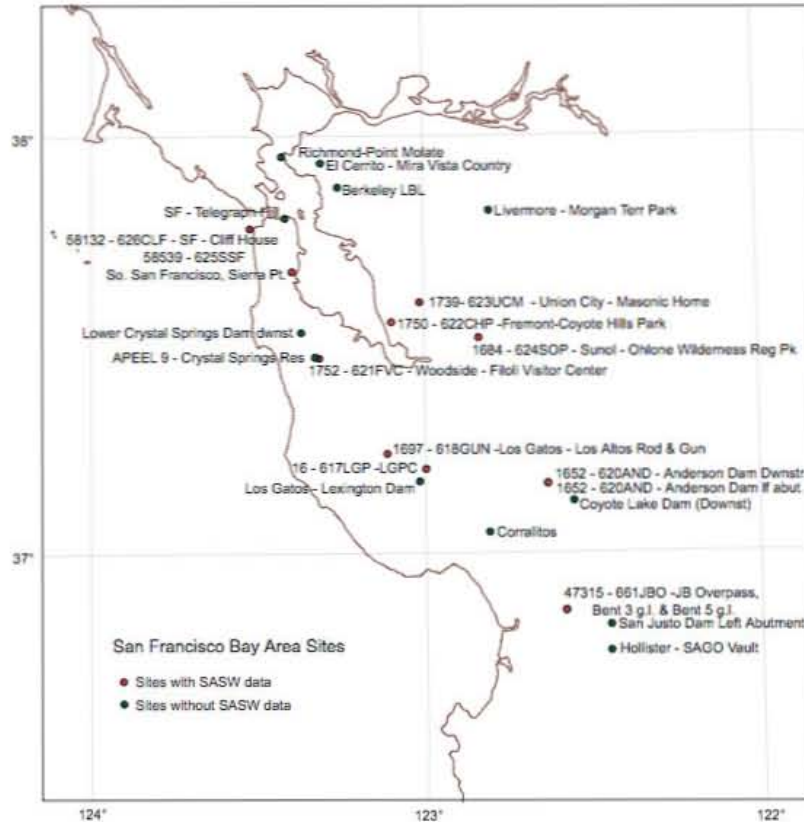 38°
Richmond-Point Molate
El Cerrito - Mira Vista Country
Berkeley LBL
SF - Telegraph Hill
Livermore - Morgan Terr Park
58132 - 626CLF - SF - Cliff House
58539 - 625SSF
So. San Francisco, Sierra Pt.
1739- 623UCM - Union City - Masonic Home
1750 - 622CHP -Fremont-Coyote Hills Park
Lower Crystal Springs Dam dwnst
1684 - 624SOP - Sunol - Ohlone Wilderness Reg Pk
APEEL 9 - Crystal Springs Res
1752 - 621FVC - Woodside - Filoli Visitor Center
1697 - 618GUN -Los Gatos - Los Altos Rod & Gun
16 - 617LGP -LGPC
1652 - 620AND - Anderson Dam Dwnstr
Los Gatos - Lexington Dam
1652 - 620AND - Anderson Dam lf abut
Coyote Lake Dam (Downst)
Corralitos
37°
47315 - 661JBO -JB Overpass,
Bent 3 g.l. & Bent 5 g.l.
San Justo Dam Left Abutment
Hollister - SAGO Vault
San Francisco Bay Area Sites
Sites with SASW data
Sites without SASW data
124°
123°
122°